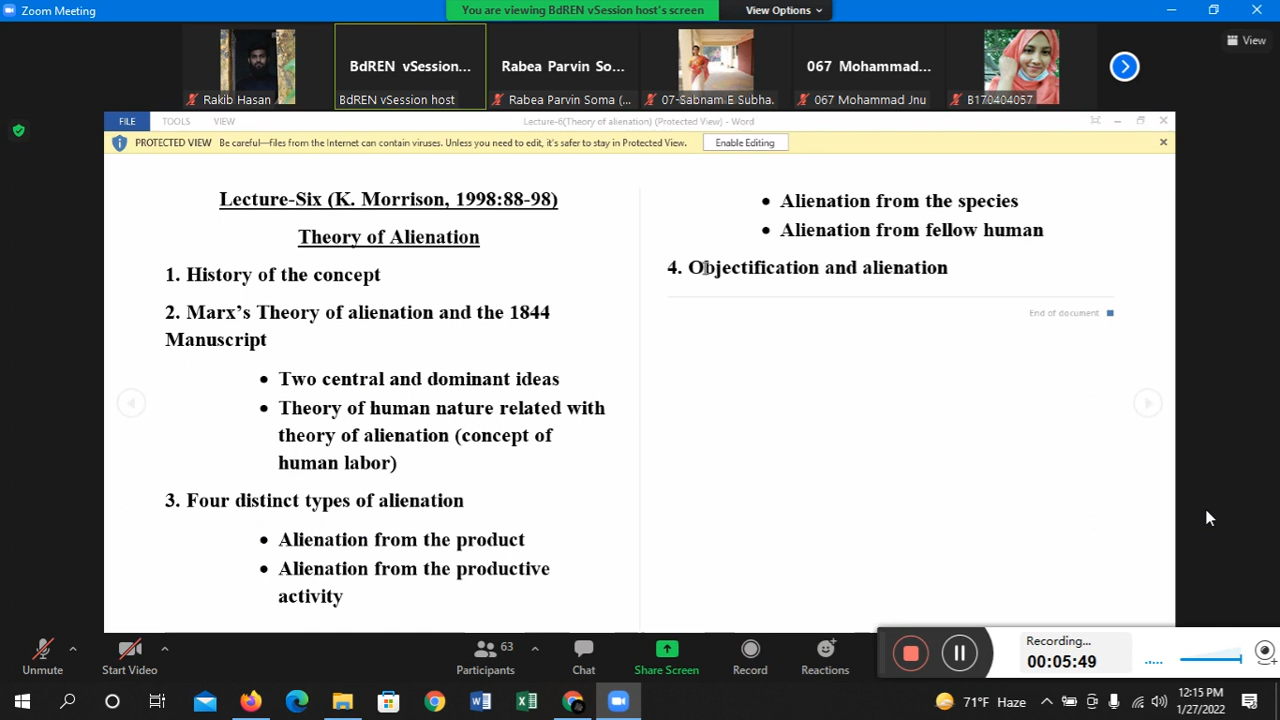 Zoom Meeting
You are viewing BdREN vSession host's screen
View Options
View
BdREN vSession...
Rabea Parvin So...
067 Mohammad...
Rakib Hasan
BdREN vSession host
Rabea Parvin Soma (...
07-Sabnam E Subha.
067 Mohammad Jnu
B170404057
FILE
TOOLS
VIEW
Lecture-6(Theory of alienation) (Protected View) - Word
PROTECTED VIEW Be careful—files from the Internet can contain viruses. Unless you need to edit, it's safer to stay in Protected View.
Enable Editing
Lecture-Six (K. Morrison, 1998:88-98)
Theory of Alienation
1. History of the concept
2. Marx's Theory of alienation and the 1844
Manuscript
• Two central and dominant ideas
• Theory of human nature related with
theory of alienation (concept of
human labor)
3. Four distinct types of alienation
• Alienation from the product
• Alienation from the productive
activity
• Alienation from the species
• Alienation from fellow human
4. Objectification and alienation
End of document
Unmute
Start Video
63
Participants
Chat
Share Screen
Record
Reactions
Recording...
00:05:49
71°F Haze
12:15 PM
1/27/2022